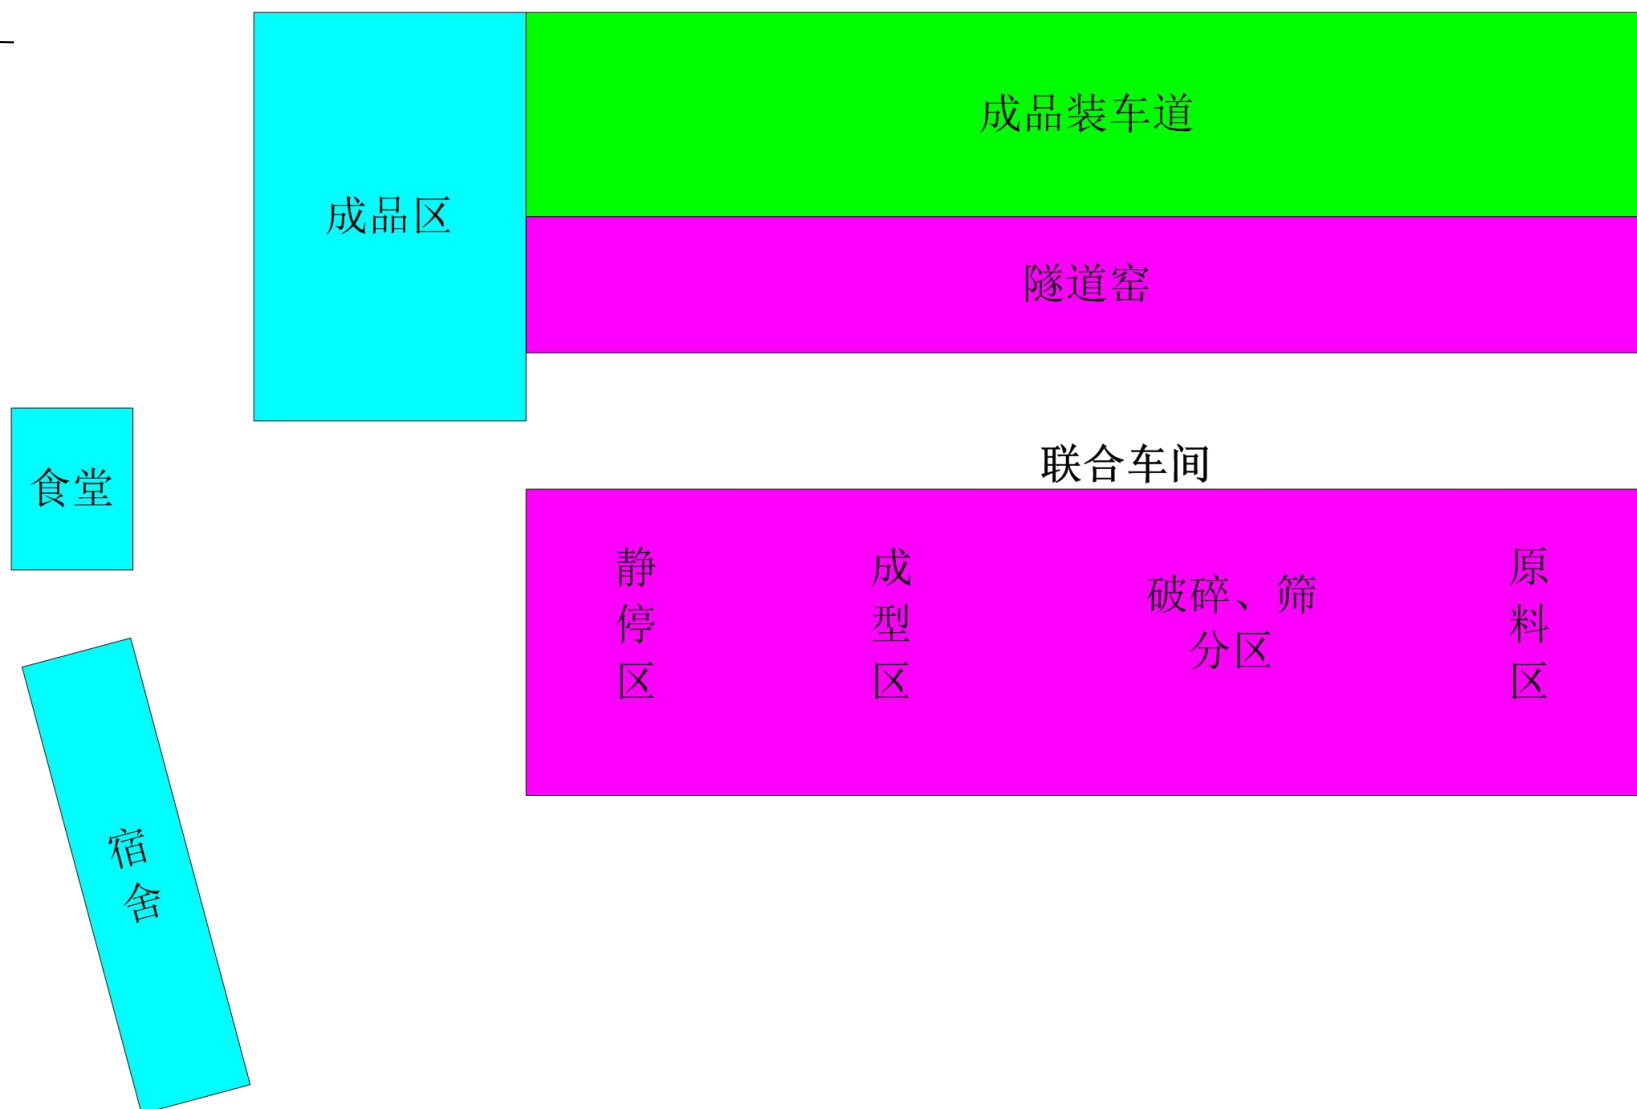 成品装车道
成品区
隧道窑
联合车间
食堂
静停区
成型区
破碎、筛
分区
原料区
宿舍